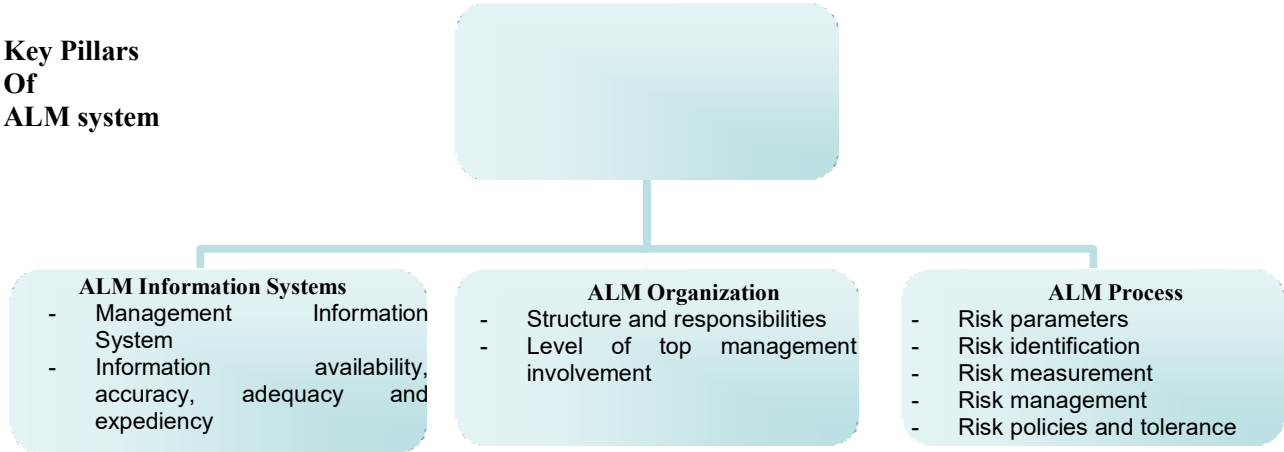 Key Pillars
Of
ALM system
ALM Information Systems
- Management Information
System
- Information availability,
accuracy, adequacy and
expediency
ALM Organization
- Structure and responsibilities
- Level of top management
involvement
ALM Process
- Risk parameters
- Risk identification
- Risk measurement
- Risk management
- Risk policies and tolerance